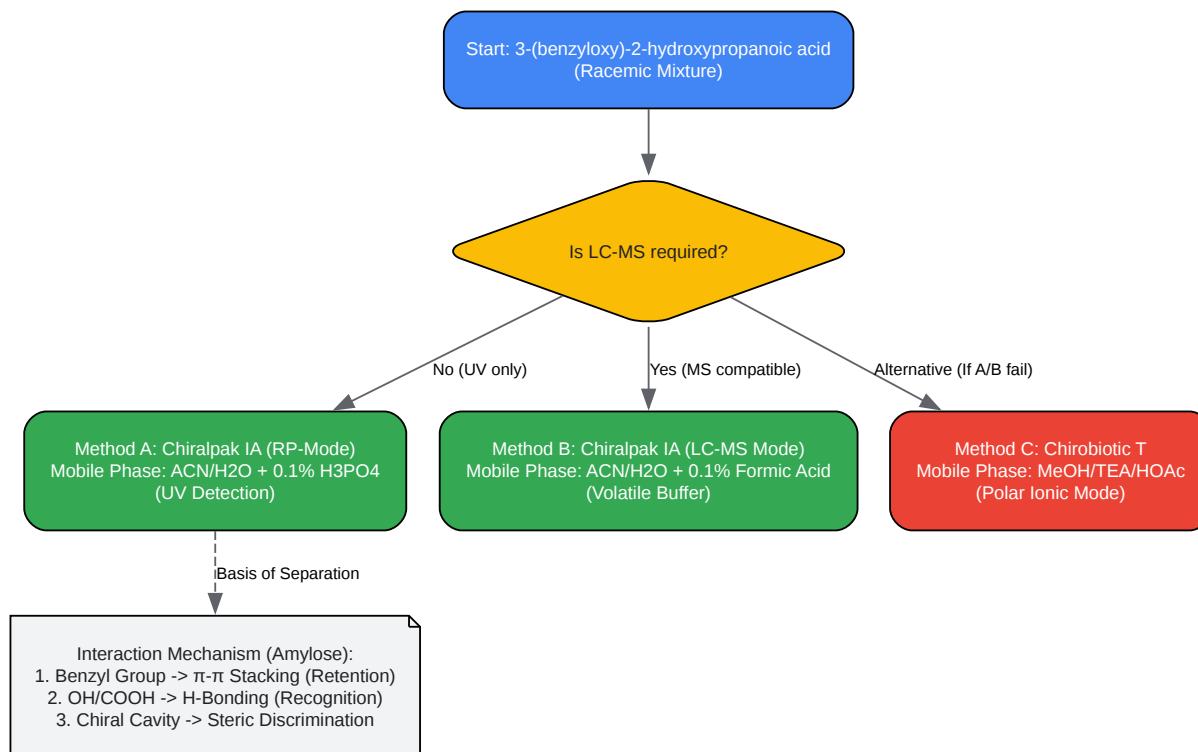 Start: 3-(benzyloxy)-2-hydroxypropanoic acid
(Racemic Mixture)
Is LC-MS required?
No (UV only)
Yes (MS compatible)
Alternative (If A/B fail)
Method A: Chiralpak IA (RP-Mode)
Mobile Phase: ACN/H2O + 0.1% H3PO4
(UV Detection)
Method B: Chiralpak IA (LC-MS Mode)
Mobile Phase: ACN/H2O + 0.1% Formic Acid
(Volatile Buffer)
Method C: Chirobiotic T
Mobile Phase: MeOH/TEA/HOAc
(Polar Ionic Mode)
Basis of Separation
Interaction Mechanism (Amylose):
1. Benzyl Group -> π-π Stacking (Retention)
2. OH/COOH -> H-Bonding (Recognition)
3. Chiral Cavity -> Steric Discrimination